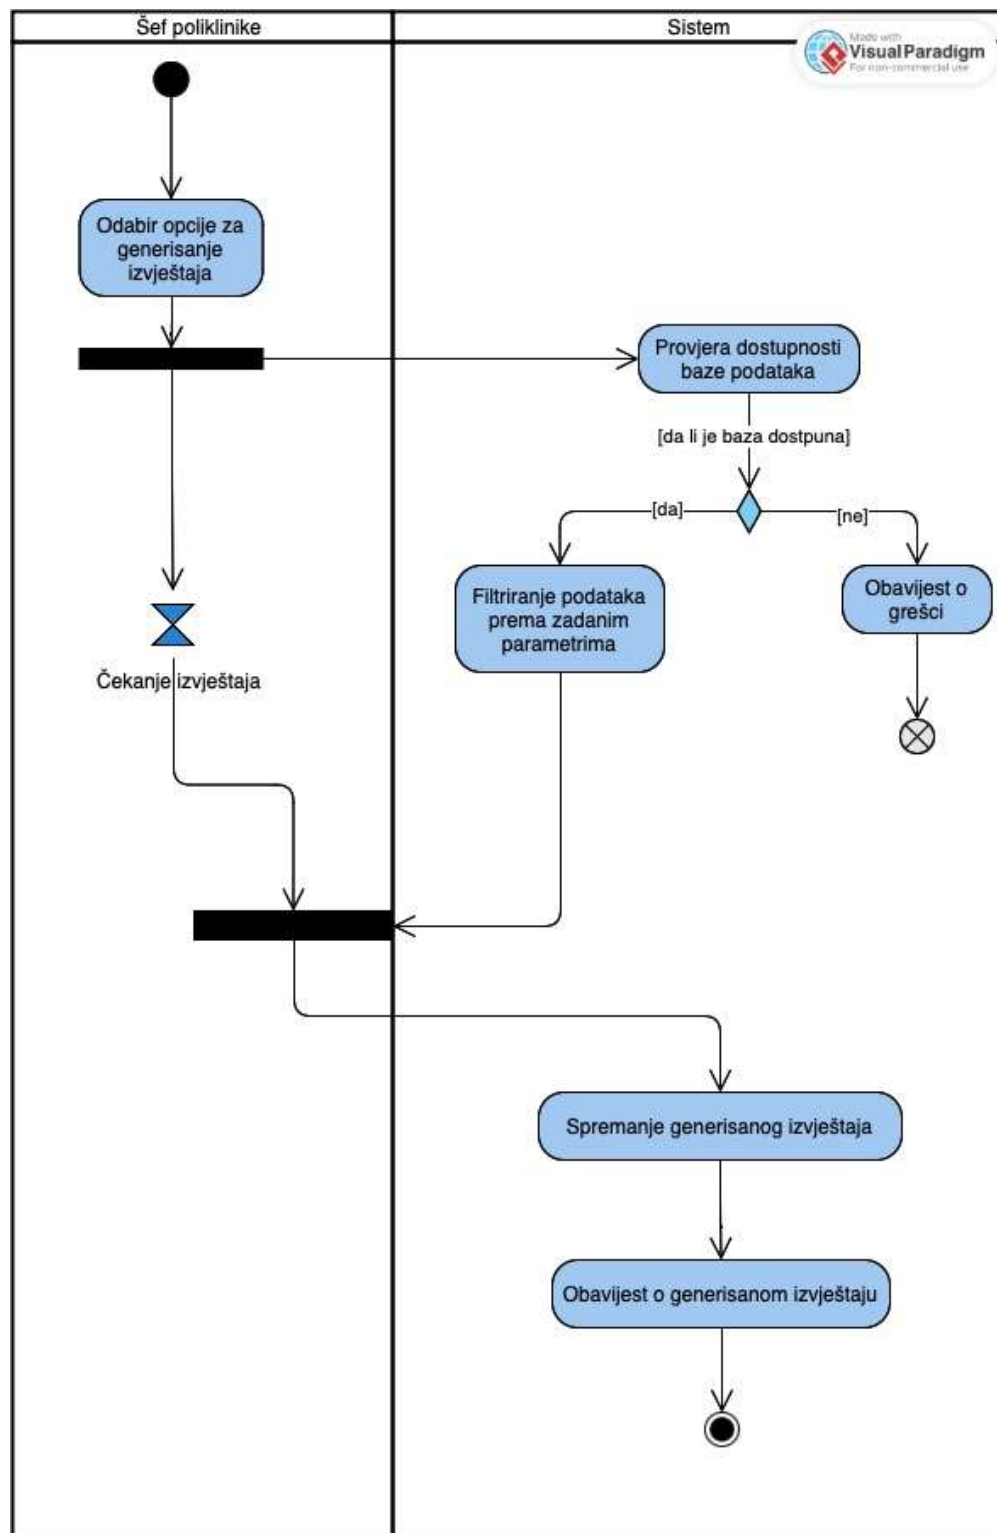 Šef poliklinike
Sistem
Made with
Visual Paradigm
For non-commercial use
Odabir opcije za
generisanje
izvještaja
Provjera dostupnosti
baze podataka
[da li je baza dostpuna]
[da]
[ne]
Filtriranje podataka
prema zadanim
parametrima
Obavijest o
grešci
Čekanje izvještaja
Spremanje generisanog izvještaja
Obavijest o generisanom izvještaju